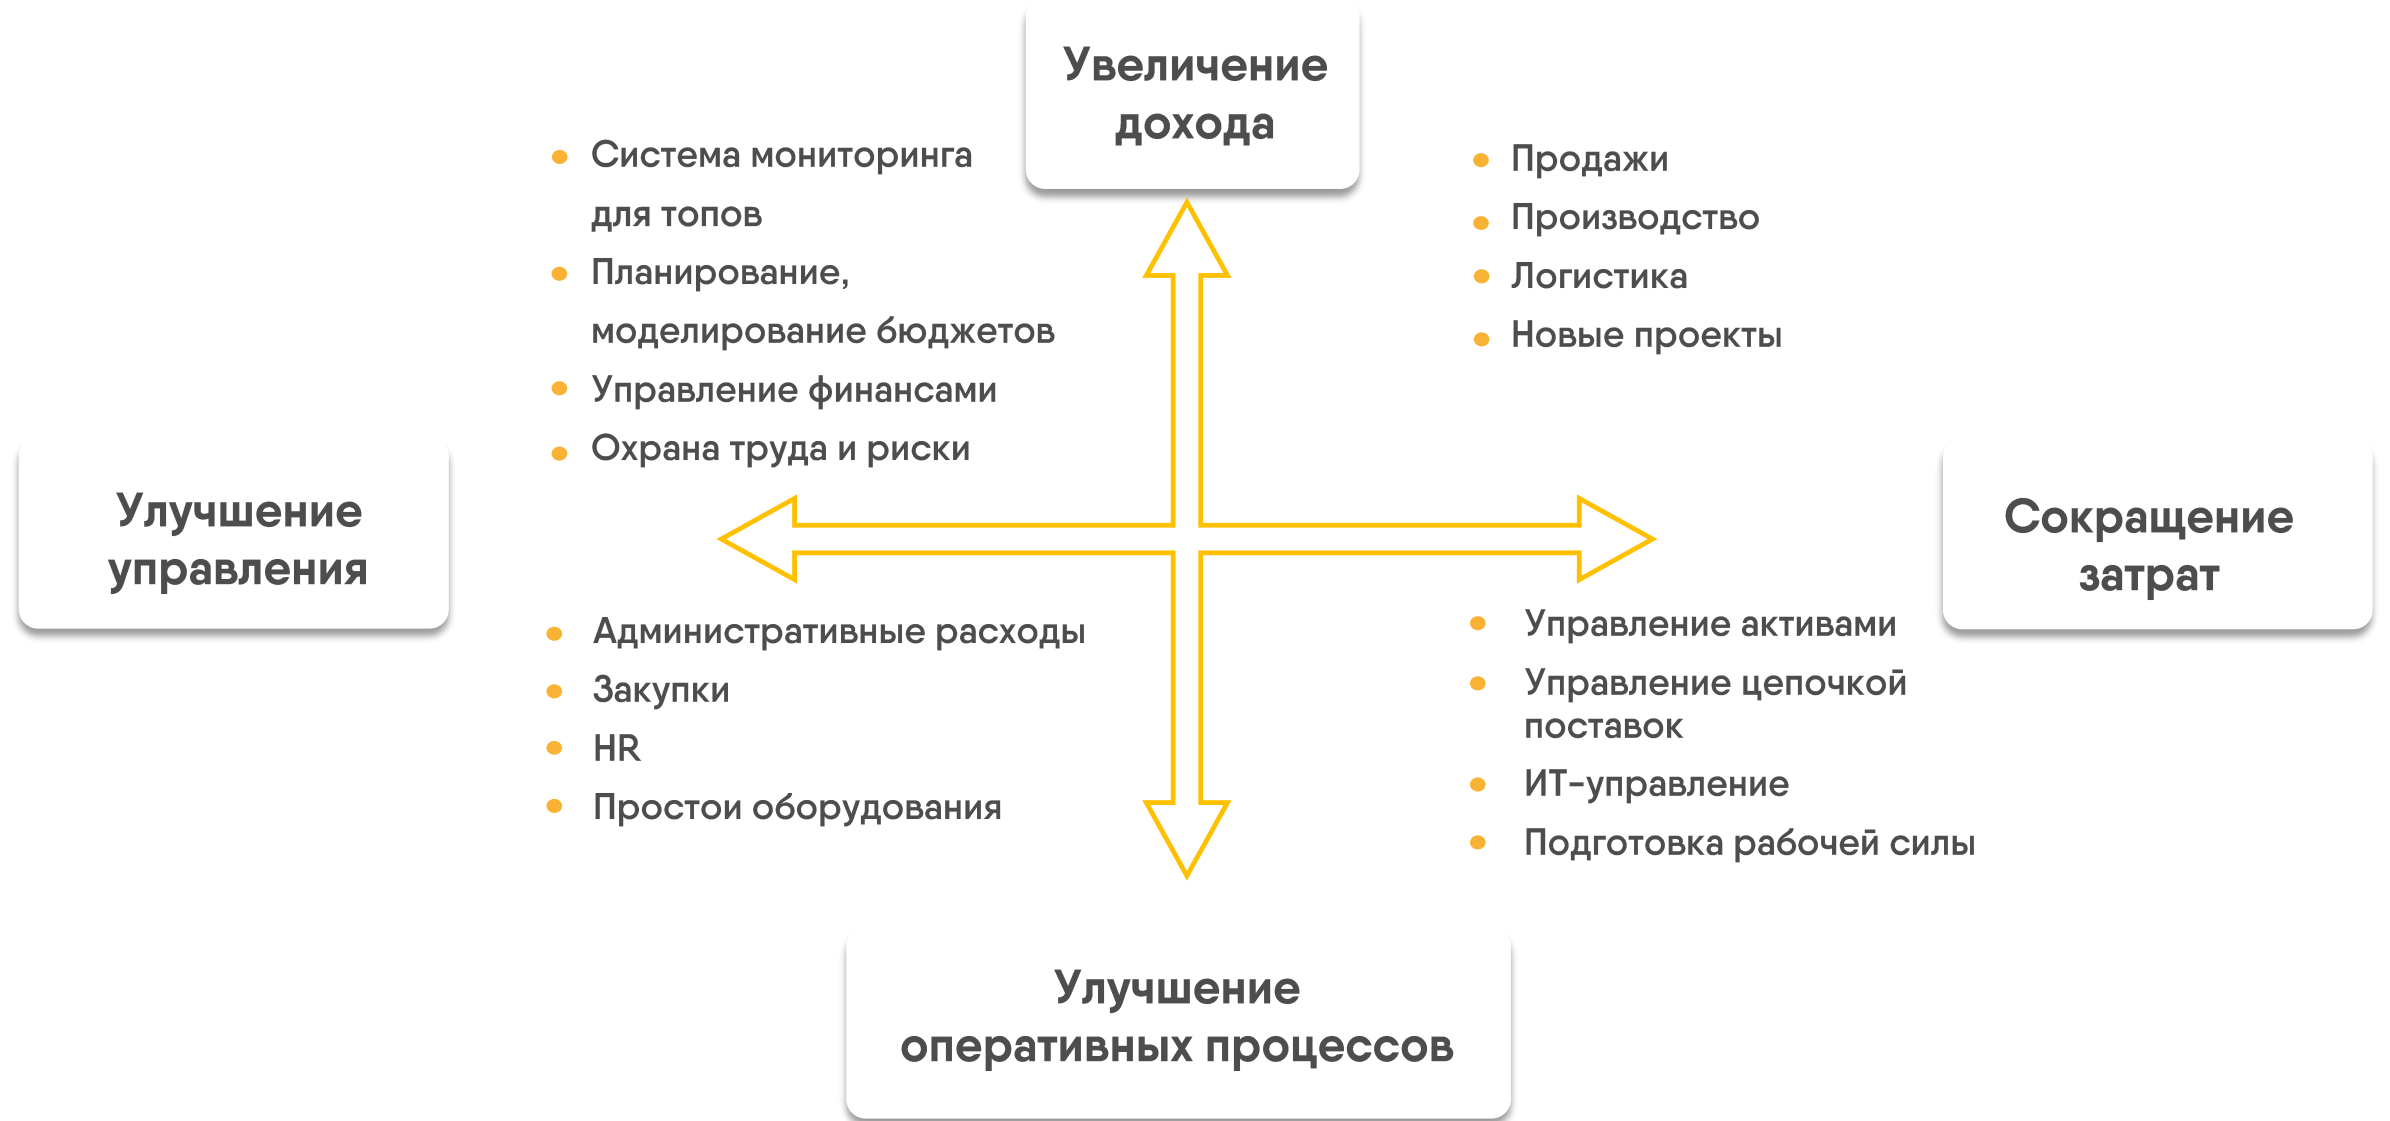 Увеличение
дохода
Система мониторинга
для топов
Планирование,
моделирование бюджетов
Управление финансами
Охрана труда и риски
Продажи
Производство
Логистика
Новые проекты
Улучшение
управления
Сокращение
затрат
Административные расходы
Закупки
HR
Простои оборудования
Управление активами
Управление цепочкой
поставок
ИТ-управление
Подготовка рабочей силы
Улучшение
оперативных процессов